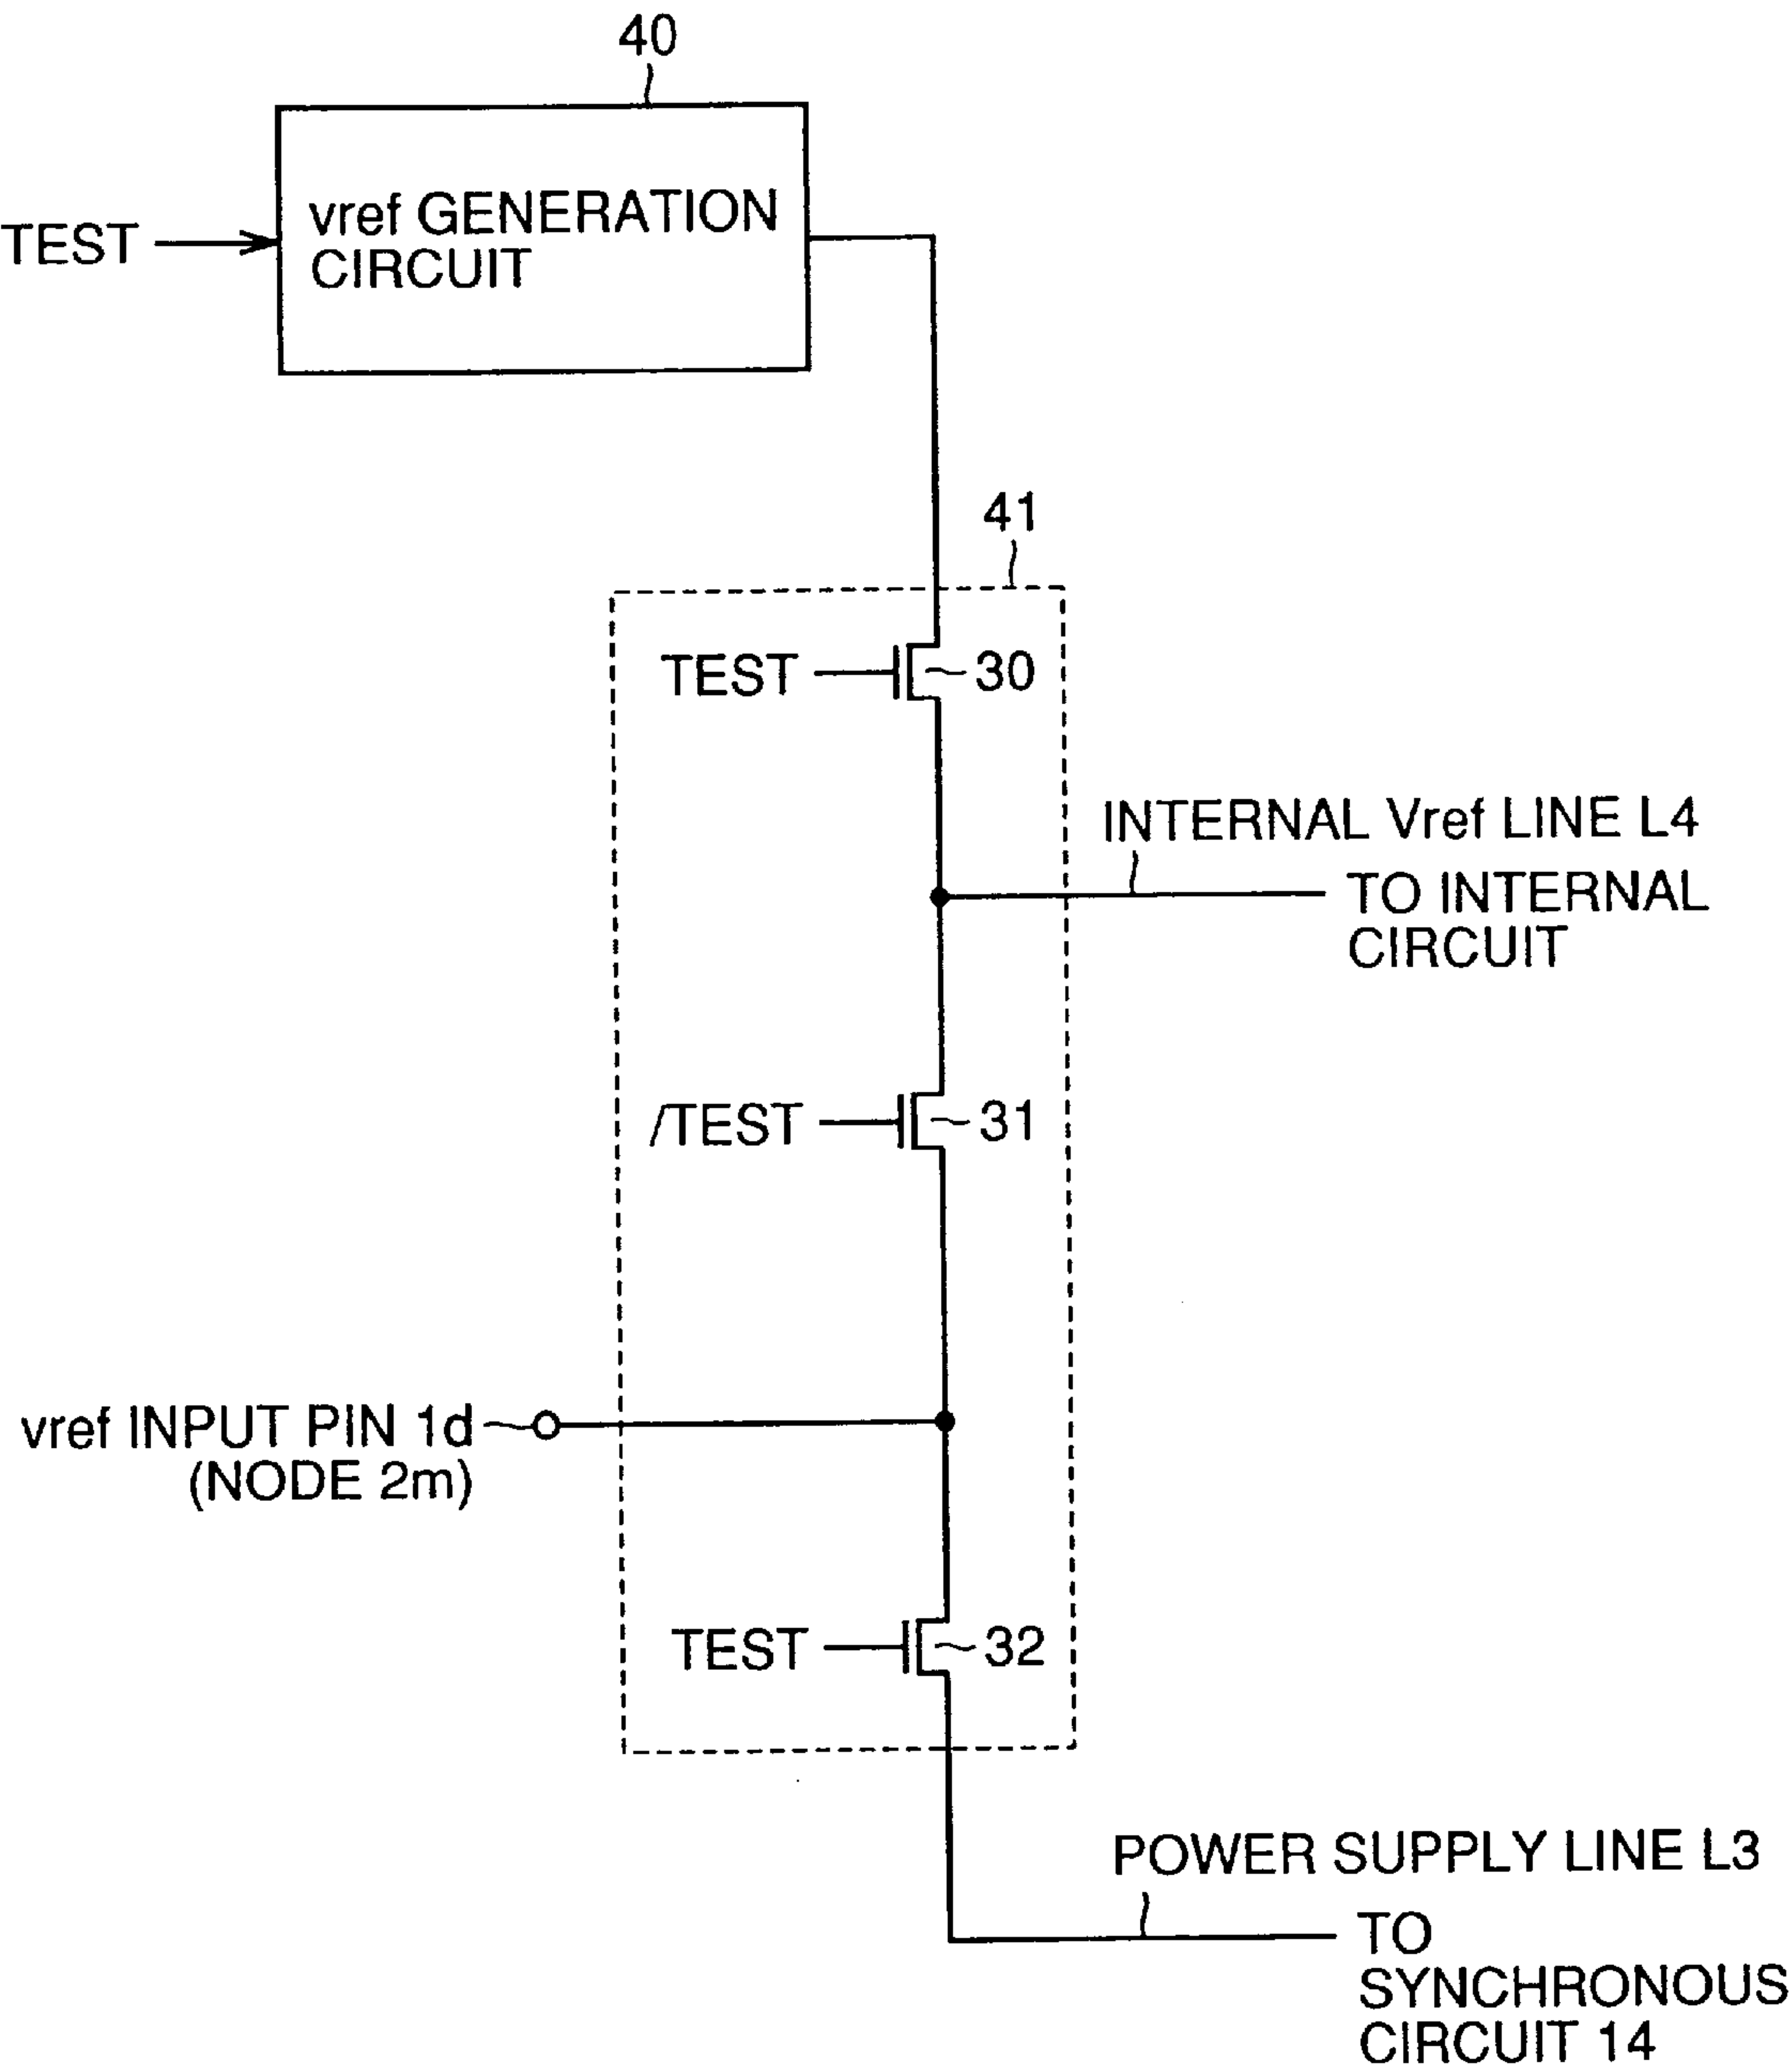 40
TEST
vref GENERATION
CIRCUIT
41
TEST
30
INTERNAL Vref LINE L4
TO INTERNAL
CIRCUIT
/TEST
31
vref INPUT PIN 1d
(NODE 2m)
TEST
32
POWER SUPPLY LINE L3
TO
SYNCHRONOUS
CIRCUIT 14